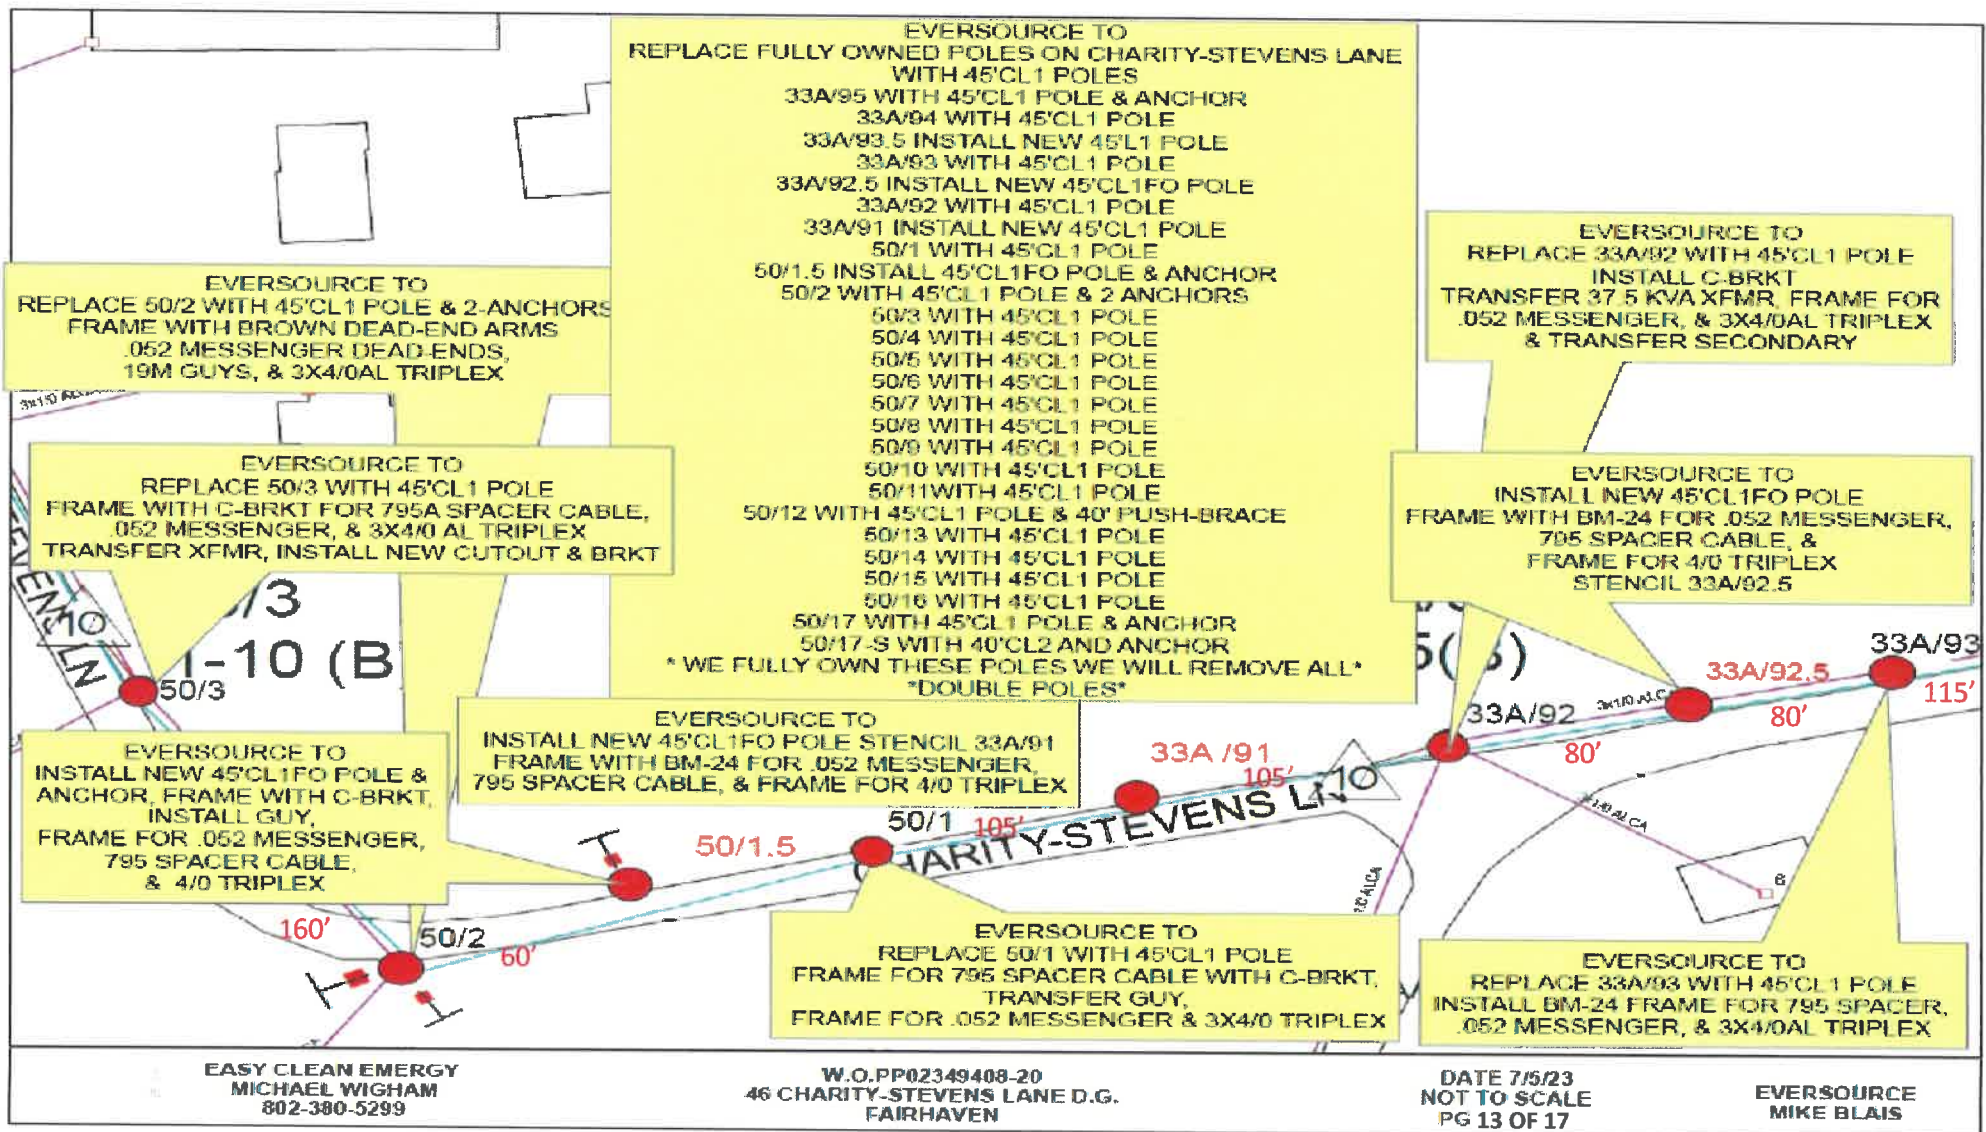 EVERSOURCE TO
REPLACE FULLY OWNED POLES ON CHARITY-STEVENS LANE
WITH 45'CL1 POLES
33A/95 WITH 45'CL1 POLE & ANCHOR
33A/94 WITH 45'CL1 POLE
33A/93.5 INSTALL NEW 45'L1 POLE
33A/93 WITH 45'CL1 POLE
33A/92.5 INSTALL NEW 45'CL1FO POLE
33A/92 WITH 45'CL1 POLE
33A/91 INSTALL NEW 45'CL1 POLE
50/1 WITH 45'CL1 POLE
50/1.5 INSTALL 45'CL1FO POLE & ANCHOR
50/2 WITH 45'CL1 POLE & 2 ANCHORS
50/3 WITH 45'CL1 POLE
50/4 WITH 45'CL1 POLE
50/5 WITH 45'CL1 POLE
50/6 WITH 45'CL1 POLE
50/7 WITH 45'CL1 POLE
50/8 WITH 45'CL1 POLE
50/9 WITH 45'CL1 POLE
50/10 WITH 45'CL1 POLE
50/11WITH 45'CL1 POLE
50/12 WITH 45'CL1 POLE & 40' PUSH-BRACE
50/13 WITH 45'CL1 POLE
50/14 WITH 45'CL1 POLE
50/15 WITH 45'CL1 POLE
50/16 WITH 45'CL1 POLE
50/17 WITH 45'CL1 POLE & ANCHOR
50/17-S WITH 40'CL2 AND ANCHOR
* WE FULLY OWN THESE POLES WE WILL REMOVE ALL*
*DOUBLE POLES*
EVERSOURCE TO
REPLACE 50/2 WITH 45'CL1 POLE & 2-ANCHORS
FRAME WITH BROWN DEAD-END ARMS
.052 MESSENGER DEAD-ENDS,
19M GUYS, & 3X4/0AL TRIPLEX
EVERSOURCE TO
REPLACE 33A/92 WITH 45'CL1 POLE
INSTALL C-BRKT
TRANSFER 37.5 KVA XFMR, FRAME FOR
.052 MESSENGER, & 3X4/0AL TRIPLEX
& TRANSFER SECONDARY
EVERSOURCE TO
REPLACE 50/3 WITH 45'CL1 POLE
FRAME WITH C-BRKT FOR 795A SPACER CABLE,
.052 MESSENGER, & 3X4/0 AL TRIPLEX
TRANSFER XFMR, INSTALL NEW CUTOUT & BRKT
EVERSOURCE TO
INSTALL NEW 45'CL1FO POLE
FRAME WITH BM-24 FOR .052 MESSENGER,
795 SPACER CABLE, &
FRAME FOR 4/0 TRIPLEX
STENCIL 33A/92.5
3x1/0
/3
10
-10 (B
LN
50/3
5(
33A/93
33A/92.5
115'
80'
3x1/0 ALC
33A/92
80'
EVERSOURCE TO
INSTALL NEW 45'CL1FO POLE STENCIL 33A/91
FRAME WITH BM-24 FOR .052 MESSENGER,
795 SPACER CABLE, & FRAME FOR 4/0 TRIPLEX
33A /91
105'
10
EVERSOURCE TO
INSTALL NEW 45'CL1FO POLE &
ANCHOR, FRAME WITH C-BRKT,
INSTALL GUY,
FRAME FOR .052 MESSENGER,
795 SPACER CABLE,
& 4/0 TRIPLEX
50/1.5
50/1
105'
CHARITY-STEVENS LN
ALCA
ALCA
8
160'
50/2
60'
EVERSOURCE TO
REPLACE 50/1 WITH 45'CL1 POLE
FRAME FOR 795 SPACER CABLE WITH C-BRKT,
TRANSFER GUY,
FRAME FOR .052 MESSENGER & 3X4/0 TRIPLEX
EVERSOURCE TO
REPLACE 33A/93 WITH 45'CL1 POLE
INSTALL BM-24 FRAME FOR 795 SPACER,
.052 MESSENGER, & 3X4/0AL TRIPLEX
EASY CLEAN EMERGY
MICHAEL WIGHAM
802-380-5299
W.O.PP02349408-20
46 CHARITY-STEVENS LANE D.G.
FAIRHAVEN
DATE 7/5/23
NOT TO SCALE
PG 13 OF 17
EVERSOURCE
MIKE BLAIS